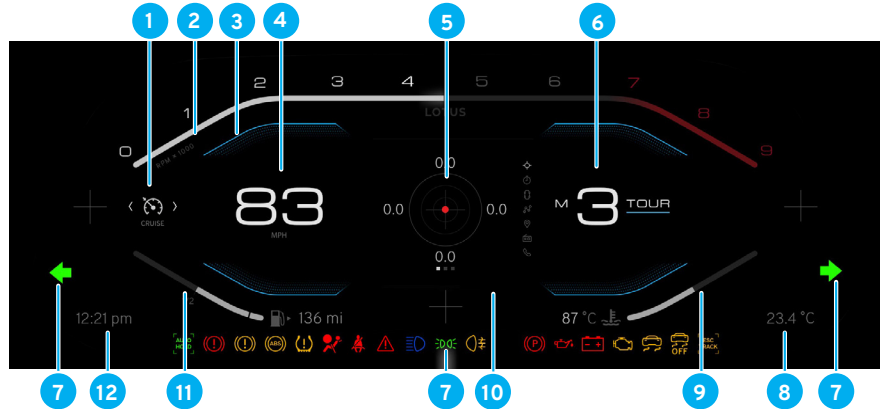 1 2 3 4 5 6
0 1 2 3 4 5 6 7 8 9
RPM x 1000
LOTUS
CRUISE
83
MPH
0.0
0.0 0.0
0.0
M 3 TOUR
12:21 pm
136 mi
87 °C
23.4 °C
AUTO
HOLD
ABS
P
OFF
ESC
TRACK
7 12 11 7 10 9 8 7